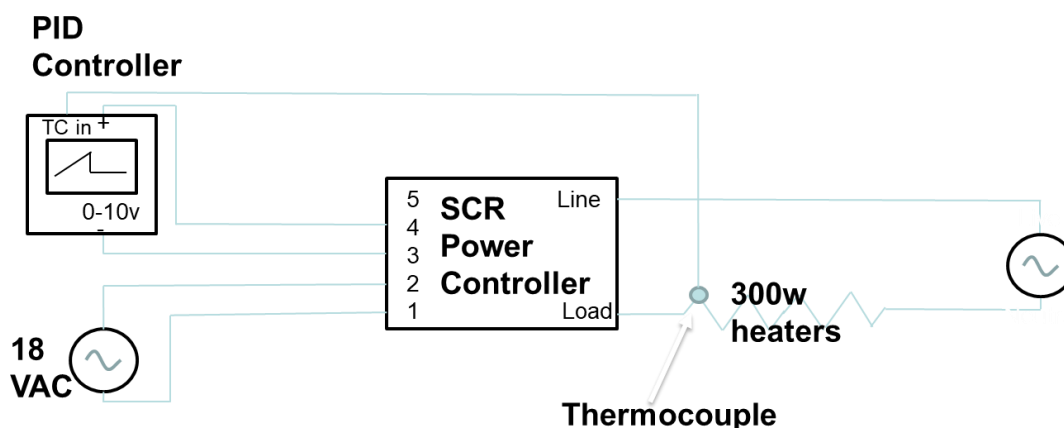 PID
Controller
TC in +
0-10v
-
5
4
3
2
1
SCR
Power
Controller
Line
Load
300w
heaters
18
VAC
Thermocouple